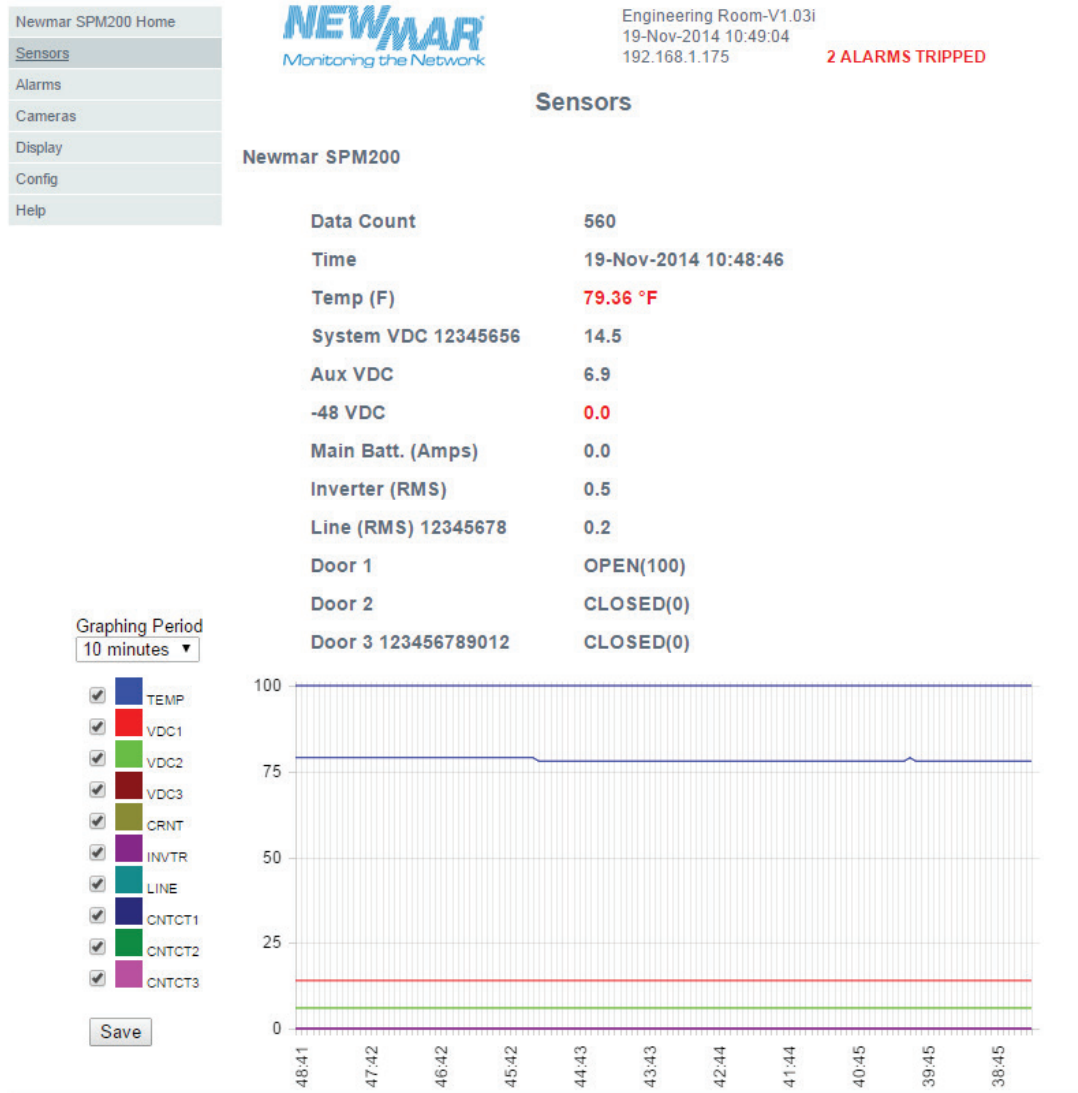 Newmar SPM200 Home
Sensors
Alarms
Cameras
Display
Config
Help
NEWMAR®
Monitoring the Network
Engineering Room-V1.03i
19-Nov-2014 10:49:04
192.168.1.175 2 ALARMS TRIPPED
Sensors
Newmar SPM200
Data Count 560
Time 19-Nov-2014 10:48:46
Temp (F) 79.36 °F
System VDC 12345656 14.5
Aux VDC 6.9
-48 VDC 0.0
Main Batt. (Amps) 0.0
Inverter (RMS) 0.5
Line (RMS) 12345678 0.2
Door 1 OPEN(100)
Door 2 CLOSED(0)
Door 3 123456789012 CLOSED(0)
Graphing Period
10 minutes
TEMP
VDC1
VDC2
VDC3
CRNT
INVTR
LINE
CNTCT1
CNTCT2
CNTCT3
Save
100
75
50
25
0
48:41
47:42
46:42
45:42
44:43
43:43
42:44
41:44
40:45
39:45
38:45